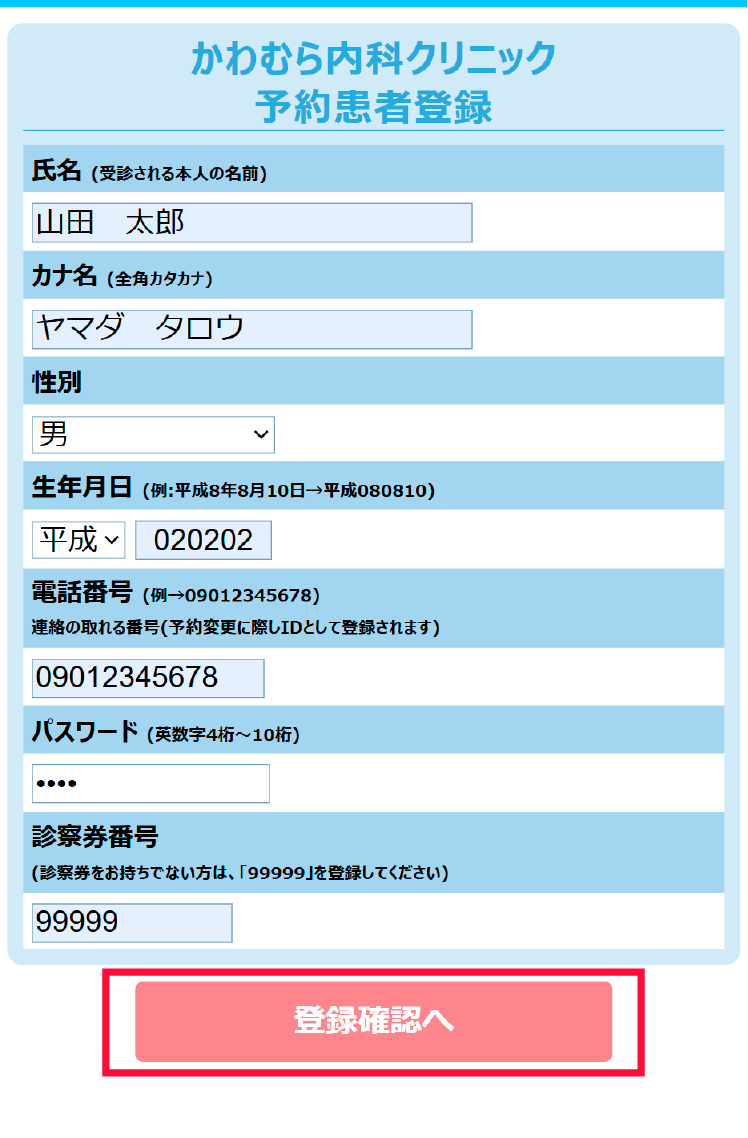 かわむら内科クリニック
予約患者登録
氏名 (受診される本人の名前)
山田　太郎
カナ名 (全角カタカナ)
ヤマダ　タロウ
性別
男
生年月日 (例:平成8年8月10日→平成080810)
平成 020202
電話番号 (例→09012345678)
連絡の取れる番号(予約変更に際しIDとして登録されます)
09012345678
パスワード (英数字4桁～10桁)
••••
診察券番号
(診察券をお持ちでない方は、「99999」を登録してください)
99999
登録確認へ